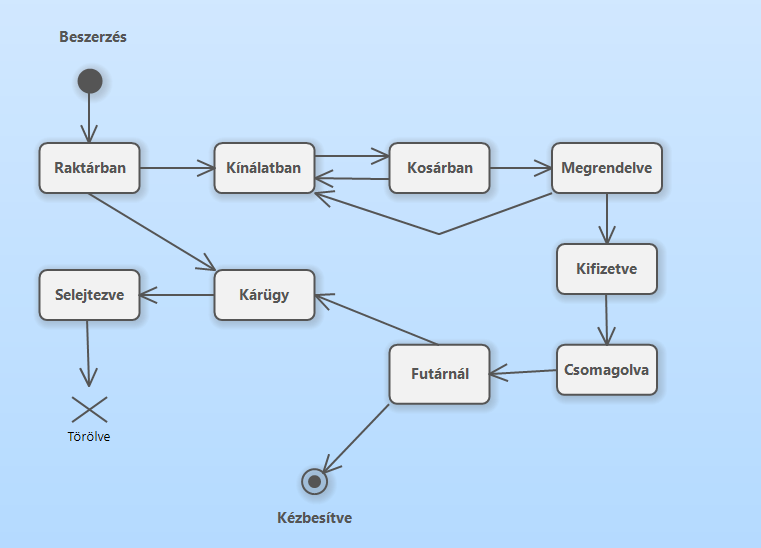 Beszerzés
Raktárban
Kínálatban
Kosárban
Megrendelve
Kifizetve
Selejtezve
Kárügy
Futárnál
Csomagolva
Törölve
Kézbesítve